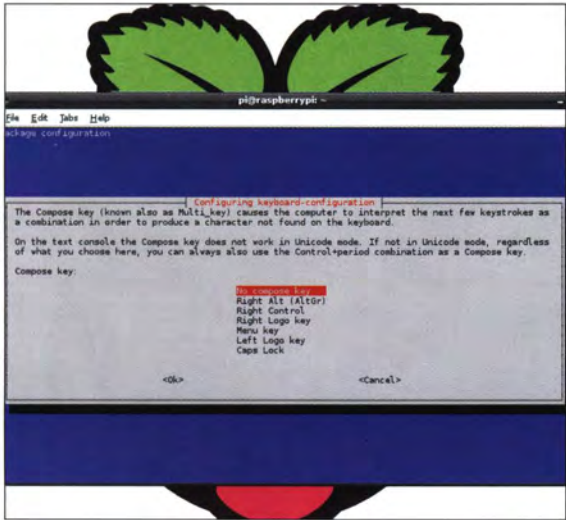 pi@raspberrypi: ~
File Edit Tabs Help
ackage configuration
Configuring keyboard-configuration
The Compose key (known also as Multi_key) causes the computer to interpret the next few keystrokes as
a combination in order to produce a character not found on the keyboard.
On the text console the Compose key does not work in Unicode mode. If not in Unicode mode, regardless
of what you choose here, you can always also use the Control+period combination as a Compose key.
Compose key:
No compose key
Right Alt (AltGr)
Right Control
Right Logo key
Menu key
Left Logo key
Caps Lock
<Ok> <Cancel>